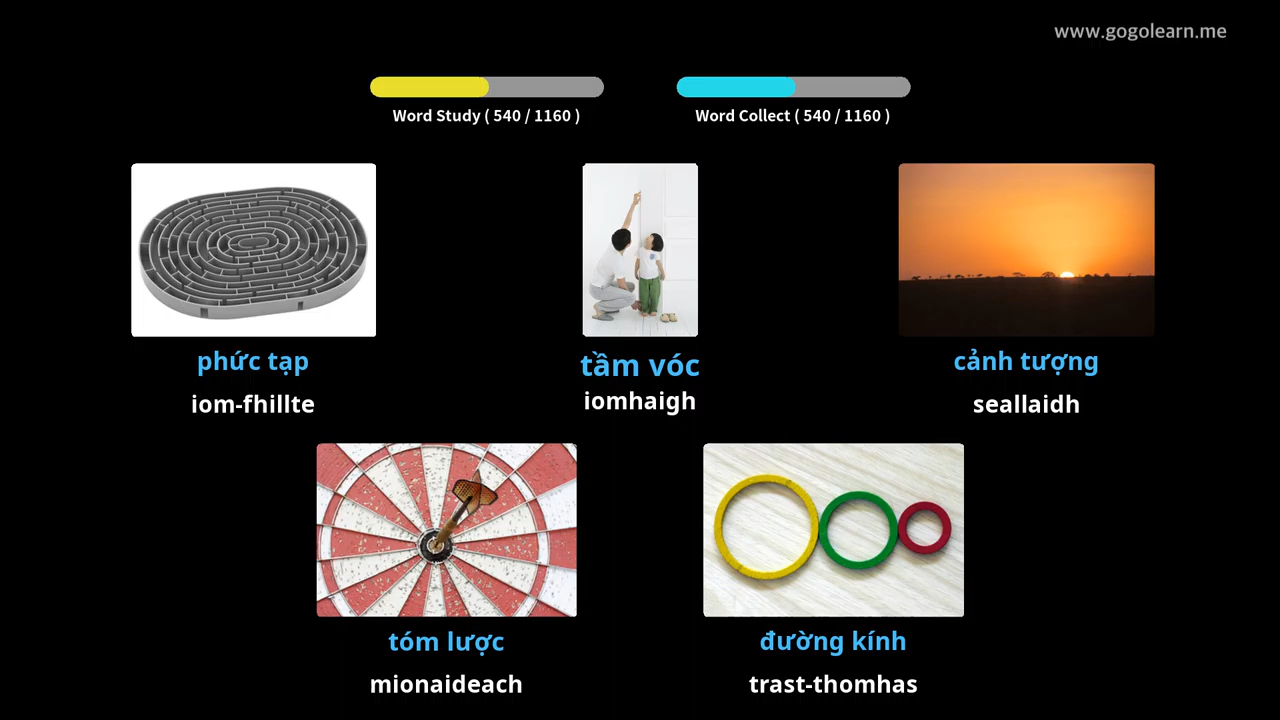 www.gogolearn.me
Word Study ( 540 / 1160 )
Word Collect ( 540 / 1160 )
phức tạp
iom-fhillte
tầm vóc
iomhaigh
cảnh tượng
seallaidh
tóm lược
mionaideach
đường kính
trast-thomhas